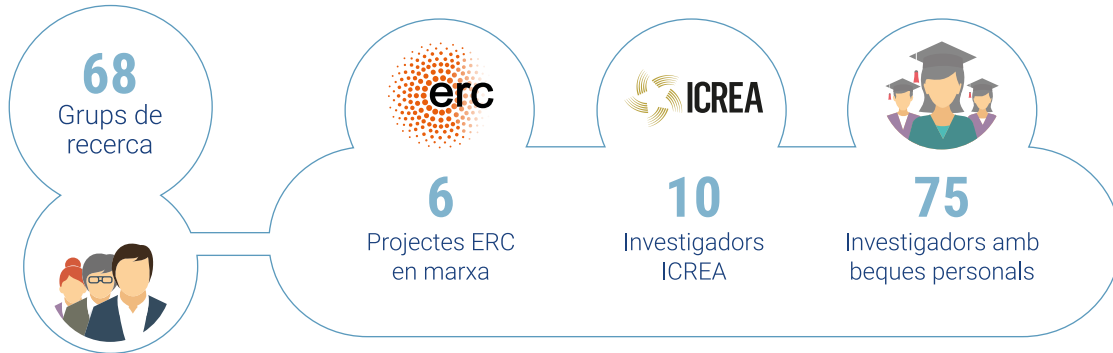 68
Grups de
recerca
erc
ICREA
6
Projectes ERC
en marxa
10
Investigadors
ICREA
75
Investigadors amb
beques personals